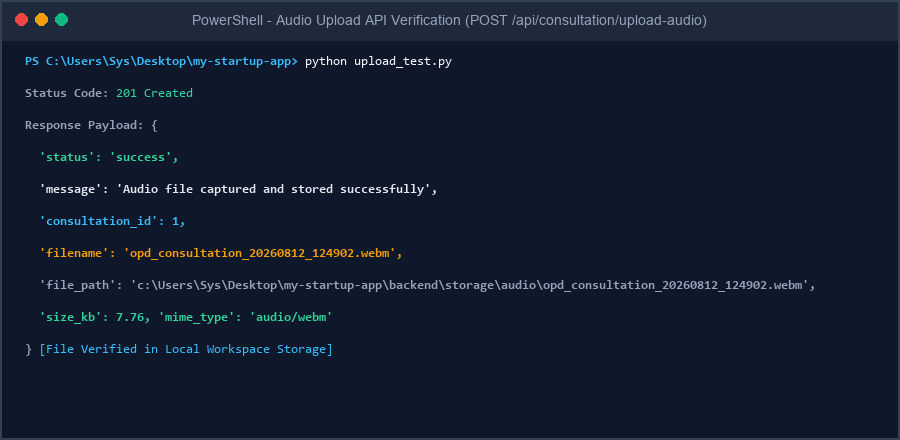 PowerShell - Audio Upload API Verification (POST /api/consultation/upload-audio)
PS C:\Users\Sys\Desktop\my-startup-app> python upload_test.py
Status Code: 201 Created
Response Payload: {
'status': 'success',
'message': 'Audio file captured and stored successfully',
'consultation_id': 1,
'filename': 'opd_consultation_20260812_124902.webm',
'file_path': 'c:\Users\Sys\Desktop\my-startup-app\backend\storage\audio\opd_consultation_20260812_124902.webm',
'size_kb': 7.76, 'mime_type': 'audio/webm'
} [File Verified in Local Workspace Storage]